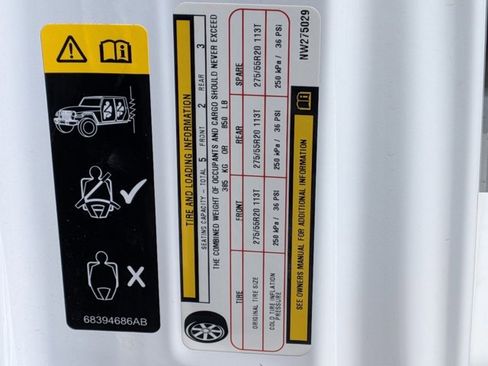 68394686AB
TIRE AND LOADING INFORMATION
SEATING CAPACITY - TOTAL 5 FRONT 2 REAR 3
THE COMBINED WEIGHT OF OCCUPANTS AND CARGO SHOULD NEVER EXCEED
385 KG OR 850 LB
TIRE FRONT REAR SPARE
ORIGINAL TIRE SIZE 275/55R20 113T 275/55R20 113T 275/55R20 113T
COLD TIRE INFLATION
PRESSURE 250 kPa / 36 PSI 250 kPa / 36 PSI 250 kPa / 36 PSI
SEE OWNERS MANUAL FOR ADDITIONAL INFORMATION
NW275029